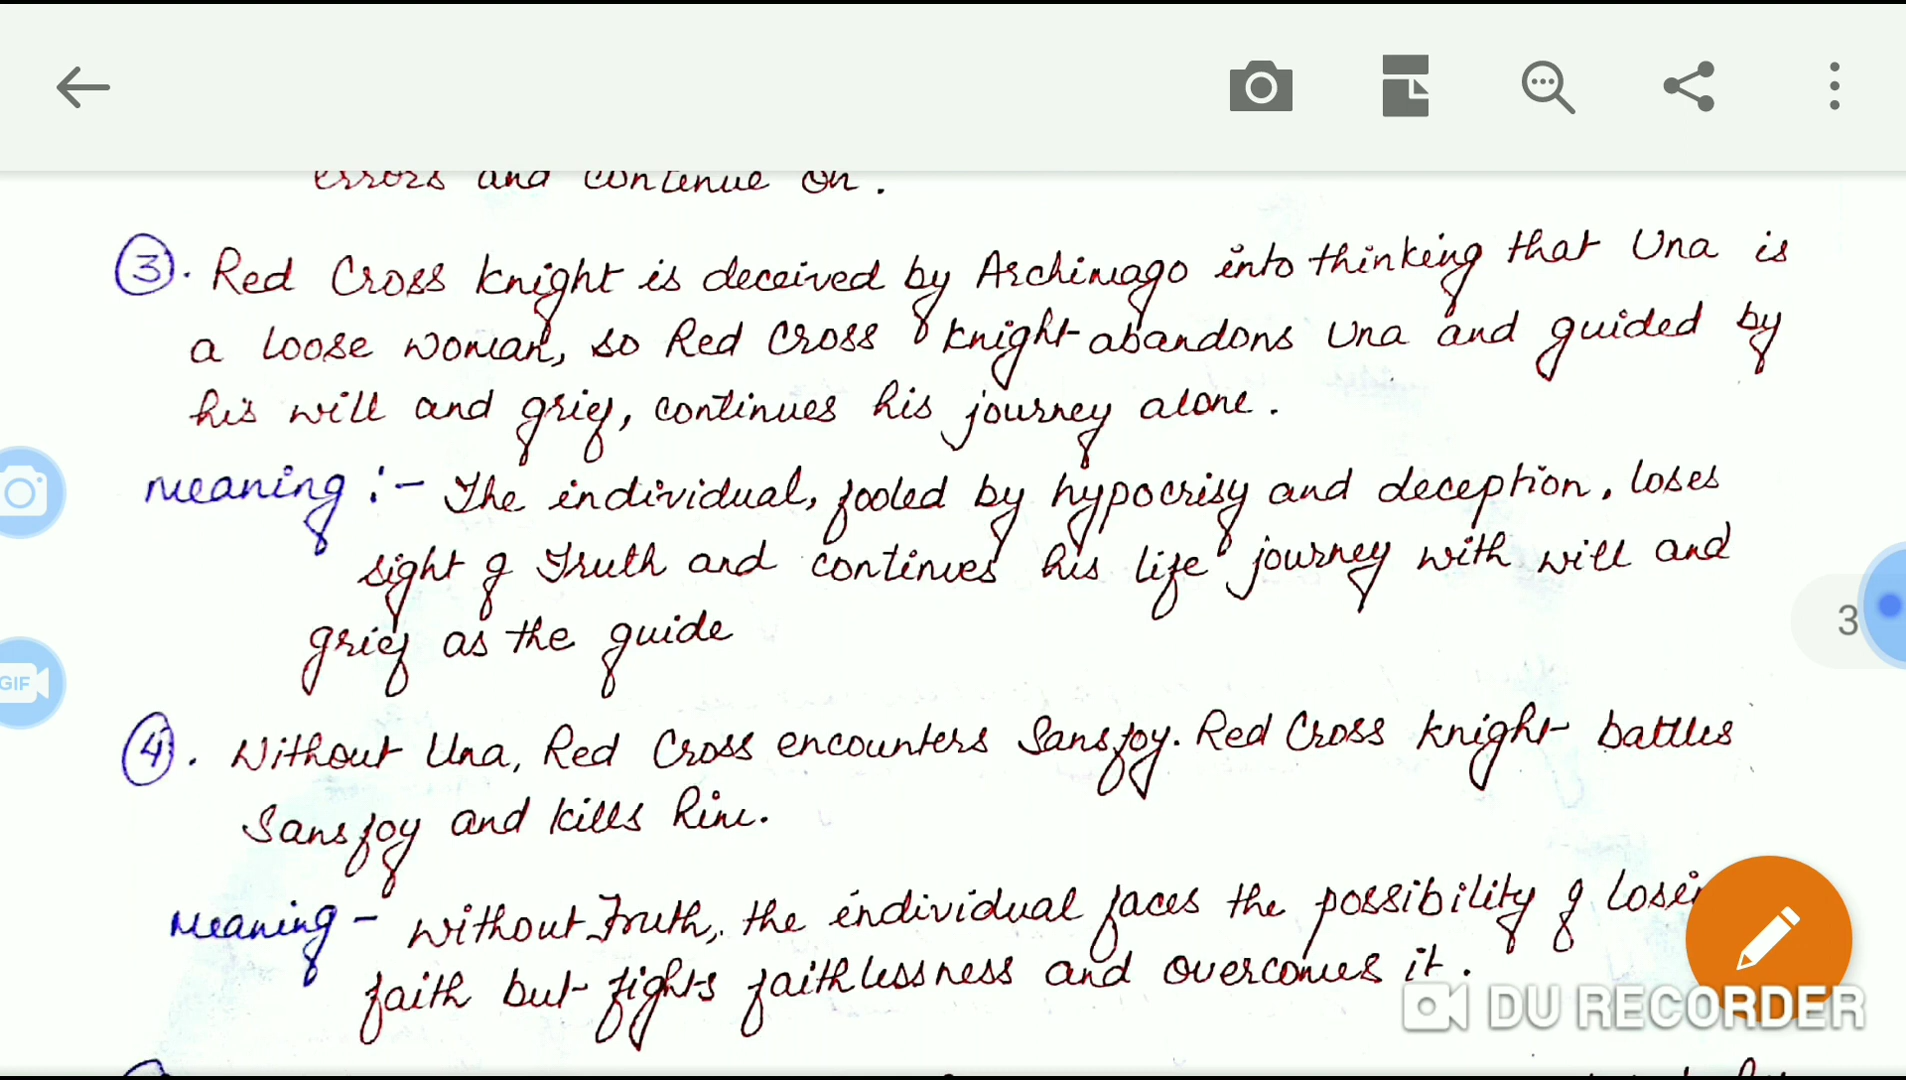 errors and continue on.
3. Red Cross knight is deceived by Archimago into thinking that Una is
a loose woman, so Red Cross knight abandons Una and guided by
his will and grief, continues his journey alone.
Meaning :- The individual, fooled by hypocrisy and deception, loses
sight of Truth and continues his life journey with will and
grief as the guide
3
GIF
4. Without Una, Red Cross encounters Sansfoy. Red Cross knight battles
Sansfoy and kills him.
Meaning - without Truth, the individual faces the possibility of losin
faith but fights faithlessness and overcomes it.
DU RECORDER